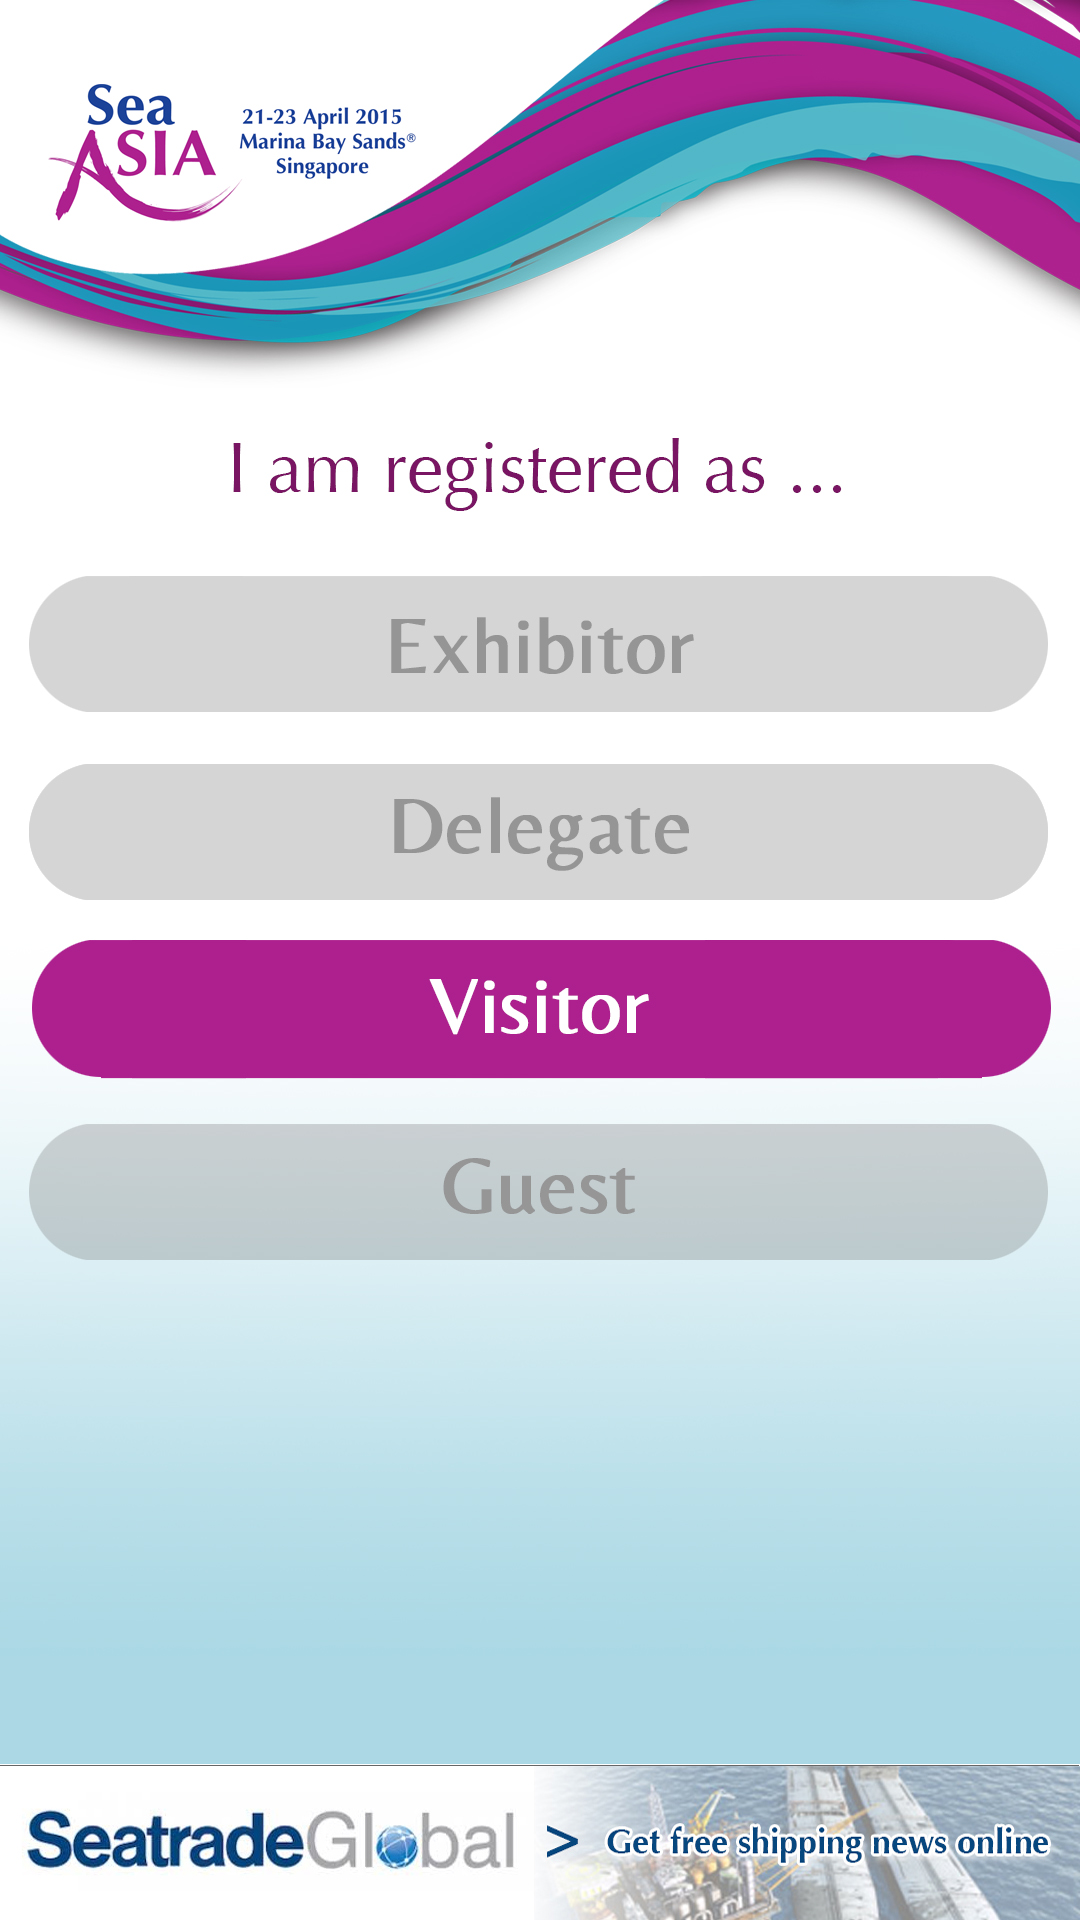 Sea
ASIA
21-23 April 2015
Marina Bay Sands®
Singapore
I am registered as ...
Exhibitor
Delegate
Visitor
Guest
SeatradeGlobal
> Get free shipping news online